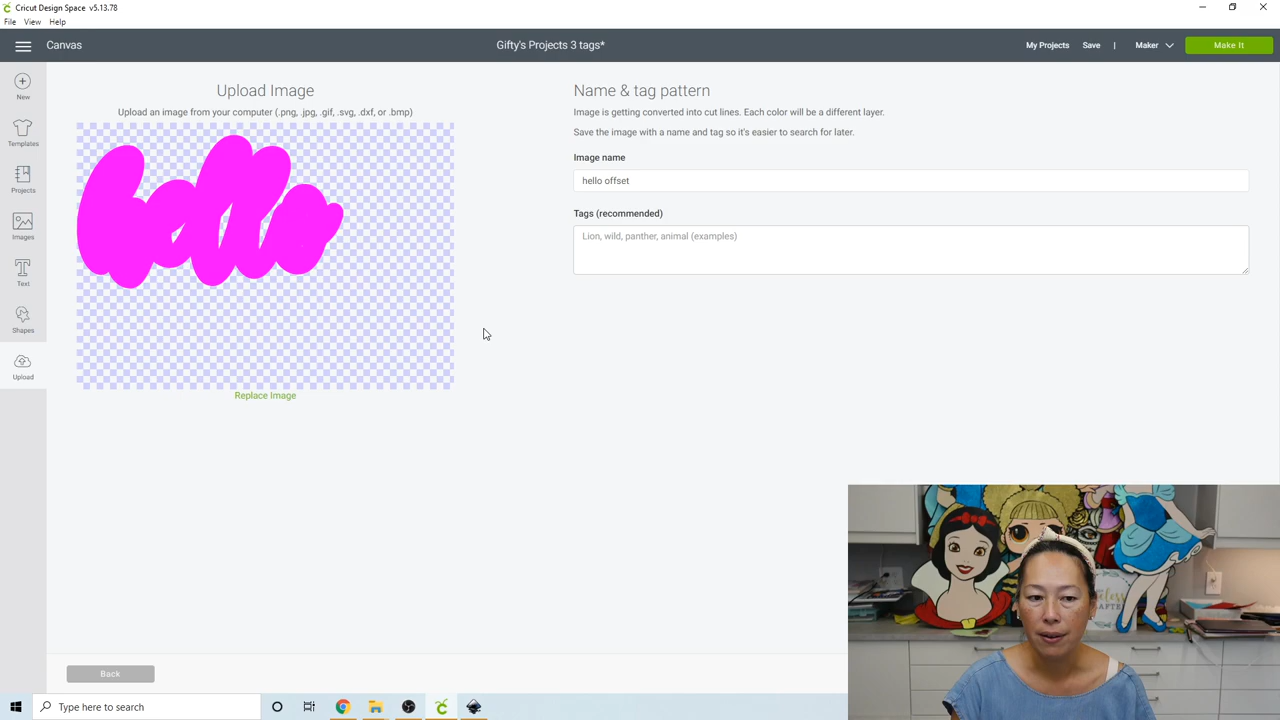 Cricut Design Space v5.13.78
File View Help
Canvas
Gifty's Projects 3 tags*
My Projects Save | Maker Make It
New
Templates
Projects
Images
Text
Shapes
Upload
Upload Image
Upload an image from your computer (.png, .jpg, .gif, .svg, .dxf, or .bmp)
hello
Replace Image
Name & tag pattern
Image is getting converted into cut lines. Each color will be a different layer.
Save the image with a name and tag so it's easier to search for later.
Image name
hello offset
Tags (recommended)
Lion, wild, panther, animal (examples)
Back
Type here to search